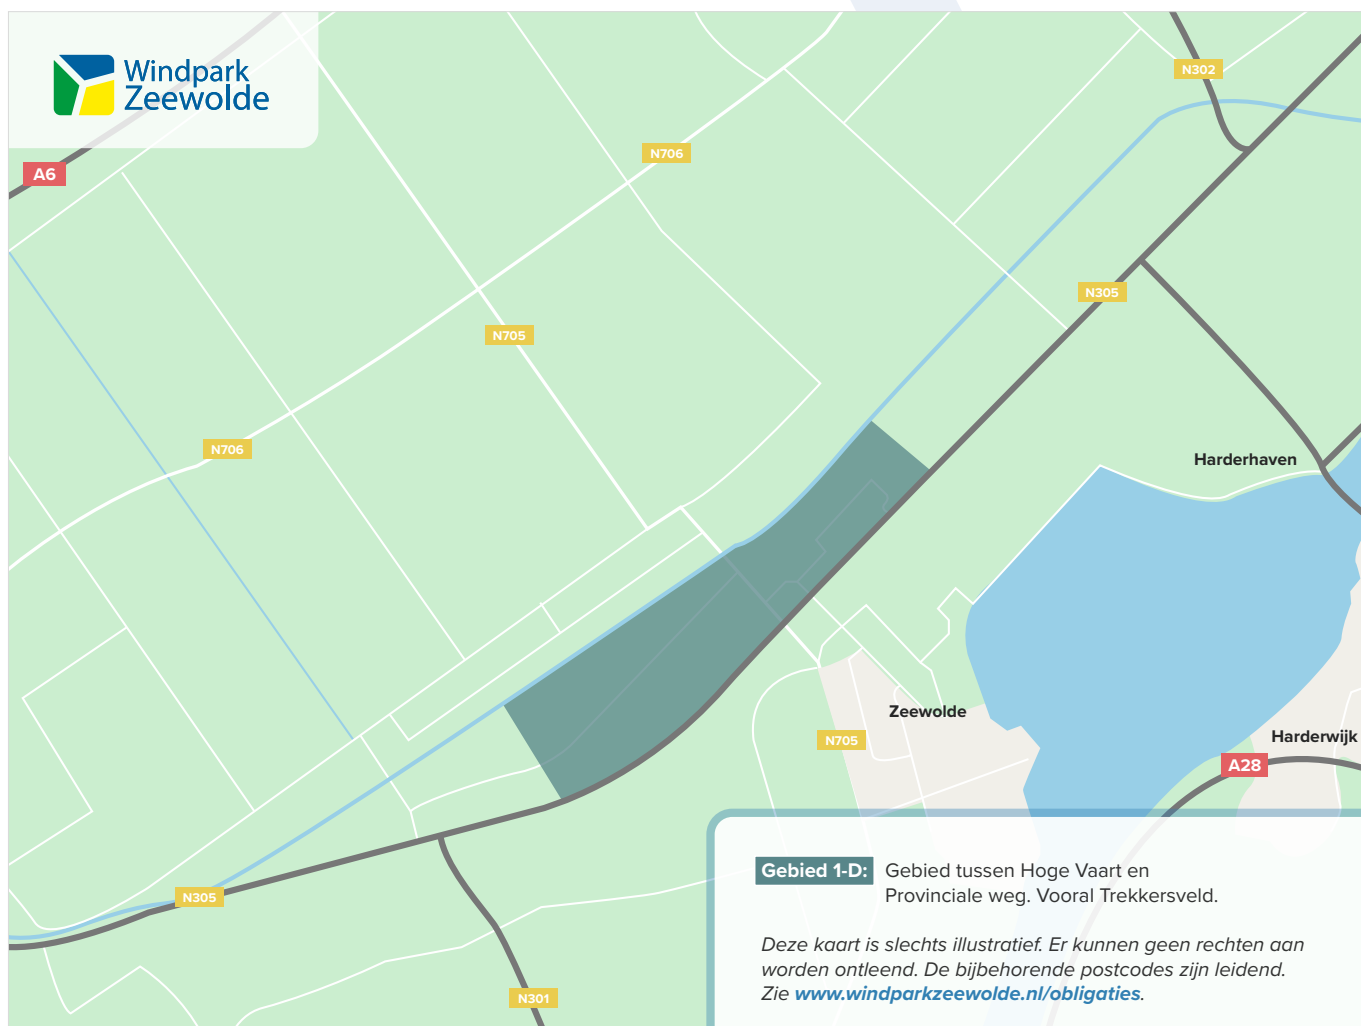 Windpark
Zeewolde
N302
N706
A6
N305
N705
N706
Harderhaven
Zeewolde
N705
Harderwijk
A28
Gebied 1-D: Gebied tussen Hoge Vaart en
Provinciale weg. Vooral Trekkersveld.
N305
Deze kaart is slechts illustratief. Er kunnen geen rechten aan
worden ontleend. De bijbehorende postcodes zijn leidend.
Zie www.windparkzeewolde.nl/obligaties.
N301